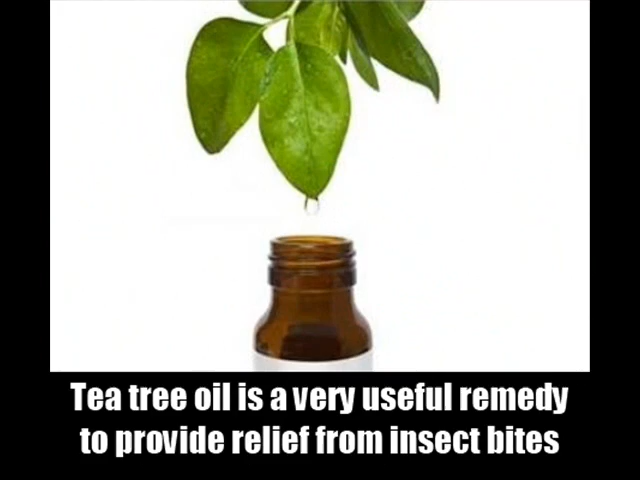 Tea tree oil is a very useful remedy
to provide relief from insect bites